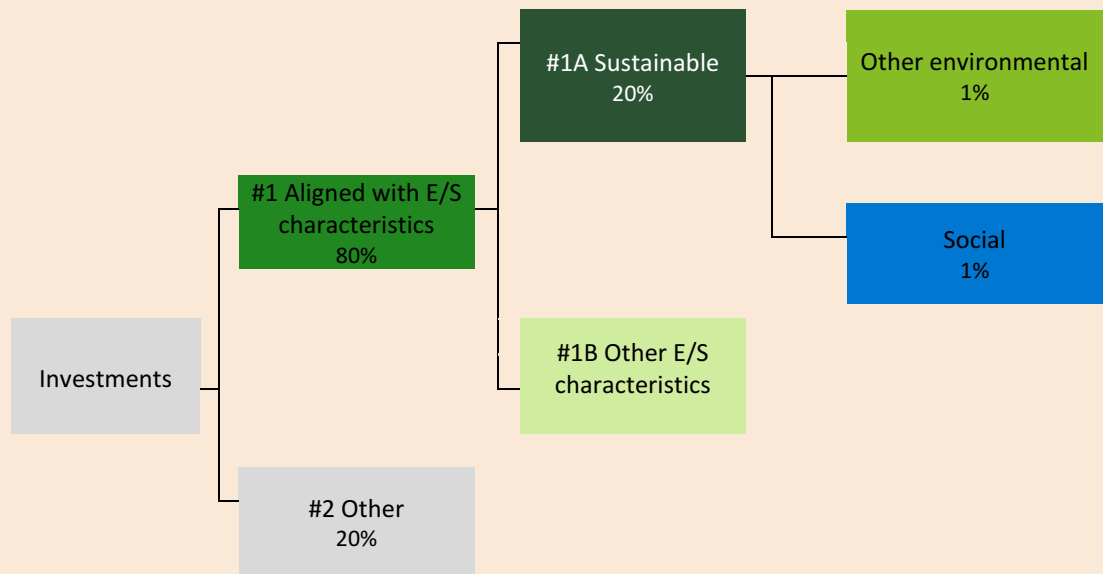 Investments
#1 Aligned with E/S
characteristics
80%
#2 Other
20%
#1A Sustainable
20%
#1B Other E/S
characteristics
Other environmental
1%
Social
1%